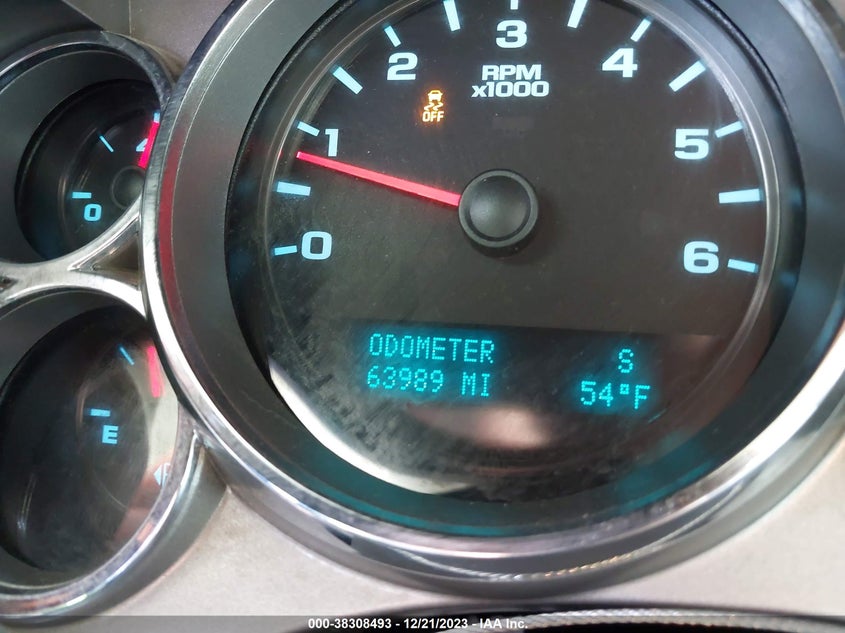 0
1
2
3
4
5
6
RPM
x1000
OFF
0
4
E
ODOMETER
63989 MI
S
54°F
000-38308493 - 12/21/2023 - IAA Inc.